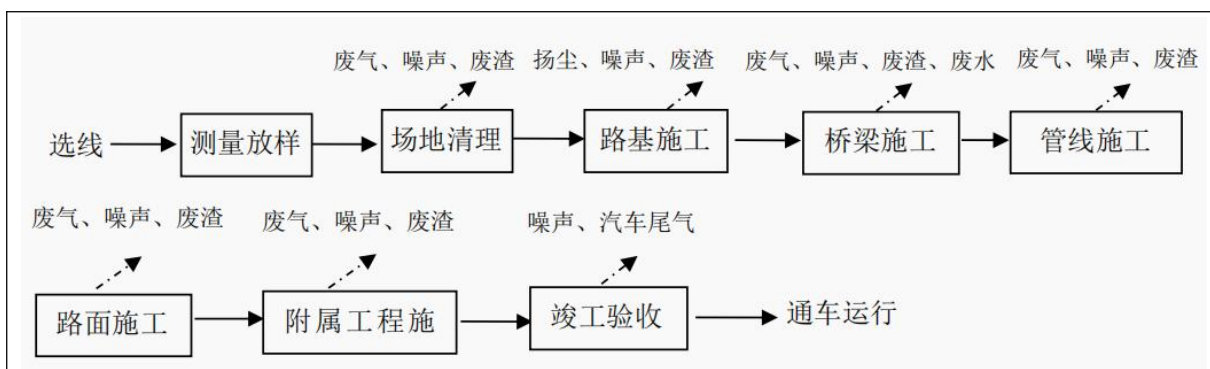 废气、噪声、废渣
扬尘、噪声、废渣
废气、噪声、废渣、废水
废气、噪声、废渣
选线
测量放样
场地清理
路基施工
桥梁施工
管线施工
废气、噪声、废渣
废气、噪声、废渣
噪声、汽车尾气
路面施工
附属工程施
竣工验收
通车运行